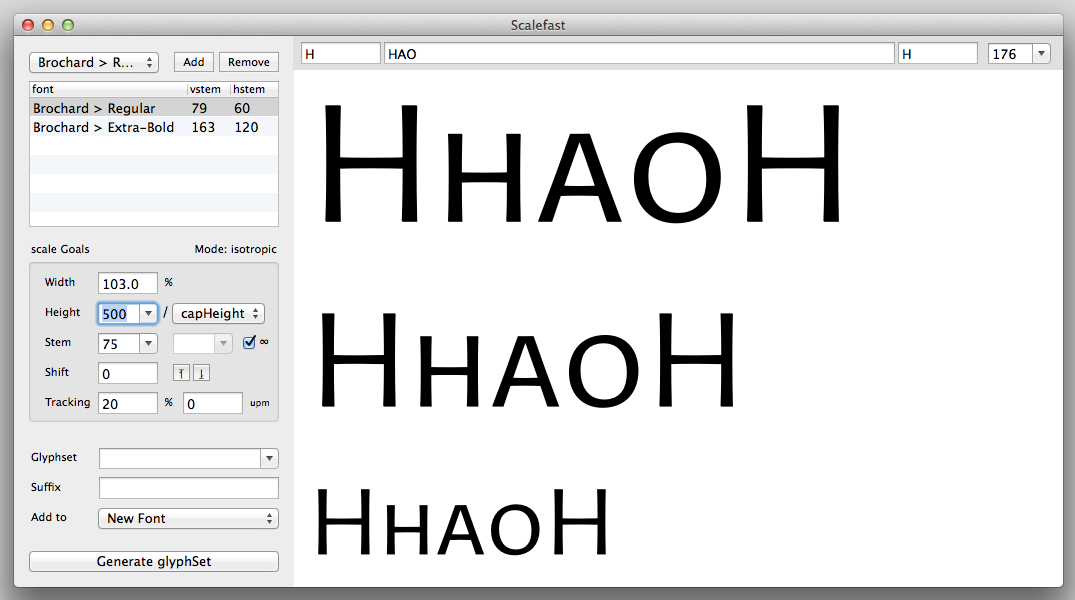 Scalefast
Brochard > R... Add Remove
H HAO H 176
font vstem hstem
Brochard > Regular 79 60
Brochard > Extra-Bold 163 120
scale Goals Mode: isotropic
Width 103.0 %
Height 500 / capHeight
Stem 75 ∞
Shift 0
Tracking 20 % 0 upm
Glyphset
Suffix
Add to New Font
Generate glyphSet
HHAOH
HHAOH
HHAOH